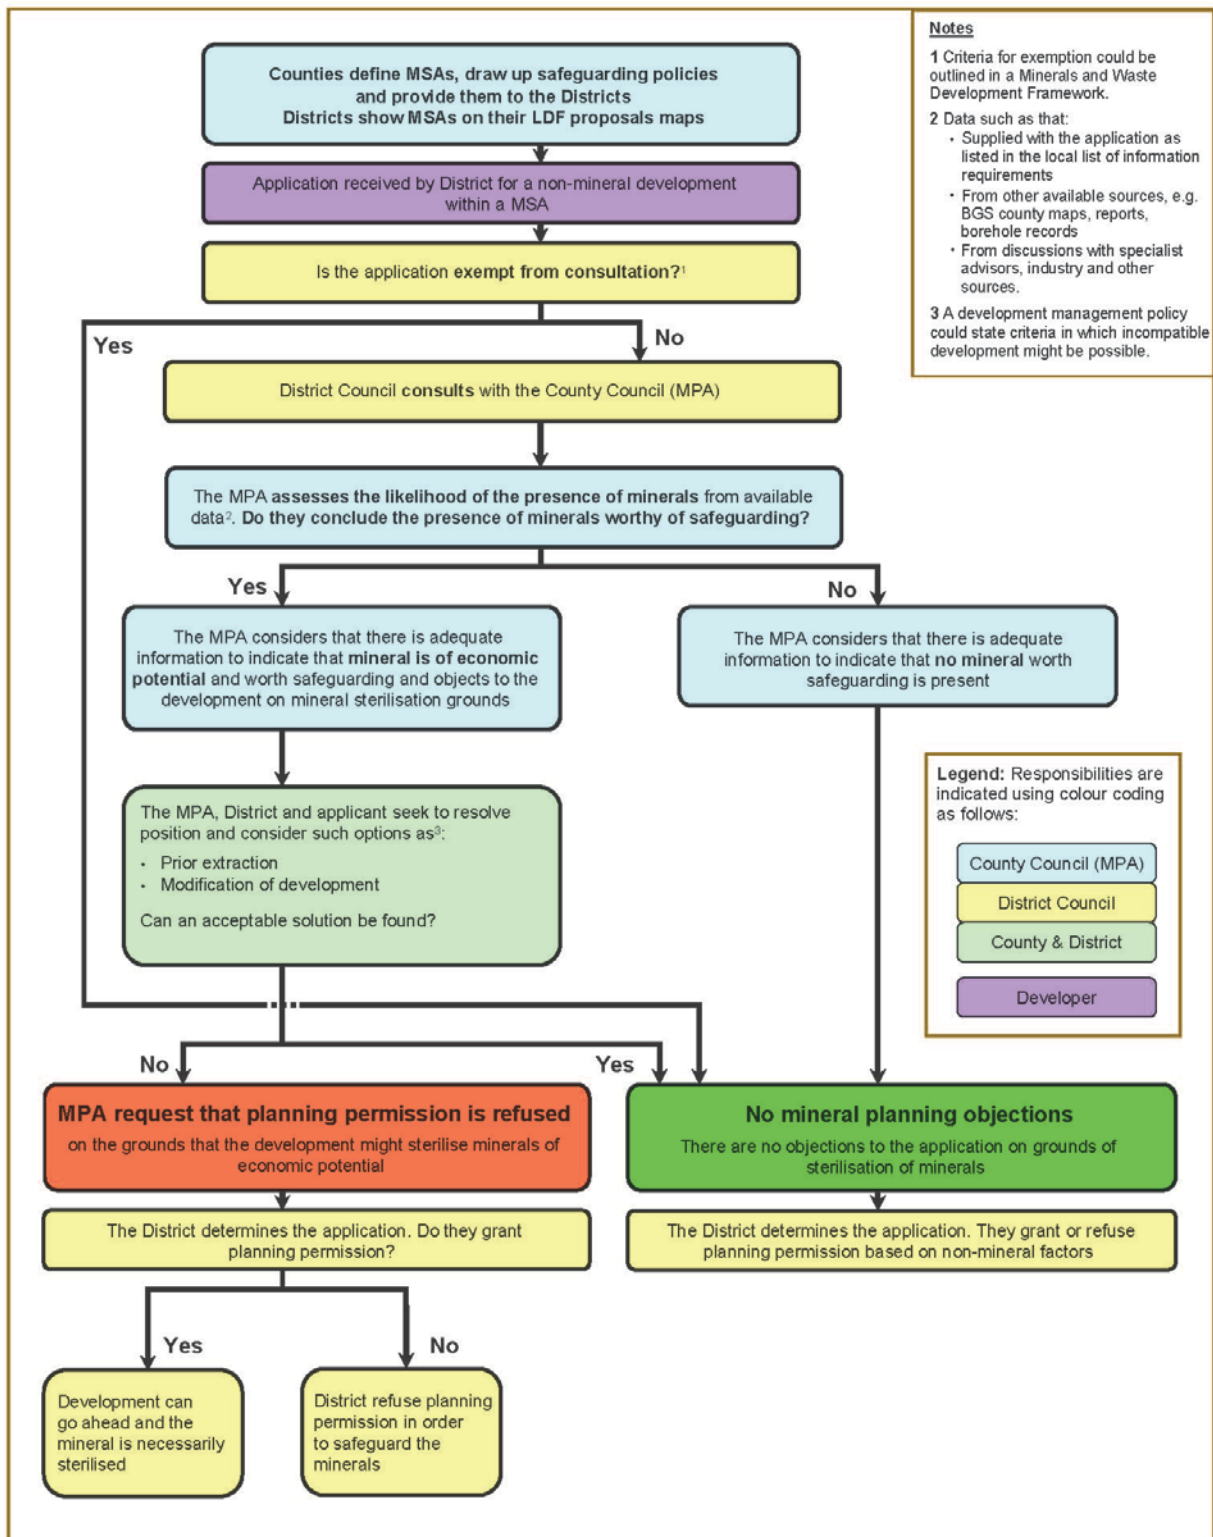 Counties define MSAs, draw up safeguarding policies
and provide them to the Districts
Districts show MSAs on their LDF proposals maps
Application received by District for a non-mineral development
within a MSA
Is the application exempt from consultation?¹
Yes
No
District Council consults with the County Council (MPA)
The MPA assesses the likelihood of the presence of minerals from available
data². Do they conclude the presence of minerals worthy of safeguarding?
Yes
No
The MPA considers that there is adequate
information to indicate that mineral is of economic
potential and worth safeguarding and objects to the
development on mineral sterilisation grounds
The MPA considers that there is adequate
information to indicate that no mineral worth
safeguarding is present
The MPA, District and applicant seek to resolve
position and consider such options as³:
• Prior extraction
• Modification of development
Can an acceptable solution be found?
No
Yes
MPA request that planning permission is refused
on the grounds that the development might sterilise minerals of
economic potential
No mineral planning objections
There are no objections to the application on grounds of
sterilisation of minerals
The District determines the application. Do they grant
planning permission?
The District determines the application. They grant or refuse
planning permission based on non-mineral factors
Yes
No
Development can
go ahead and the
mineral is necessarily
sterilised
District refuse planning
permission in order
to safeguard the
minerals
Notes
1 Criteria for exemption could be
outlined in a Minerals and Waste
Development Framework.
2 Data such as that:
• Supplied with the application as
listed in the local list of information
requirements
• From other available sources, e.g.
BGS county maps, reports,
borehole records
• From discussions with specialist
advisors, industry and other
sources.
3 A development management policy
could state criteria in which incompatible
development might be possible.
Legend: Responsibilities are
indicated using colour coding
as follows:
County Council (MPA)
District Council
County & District
Developer